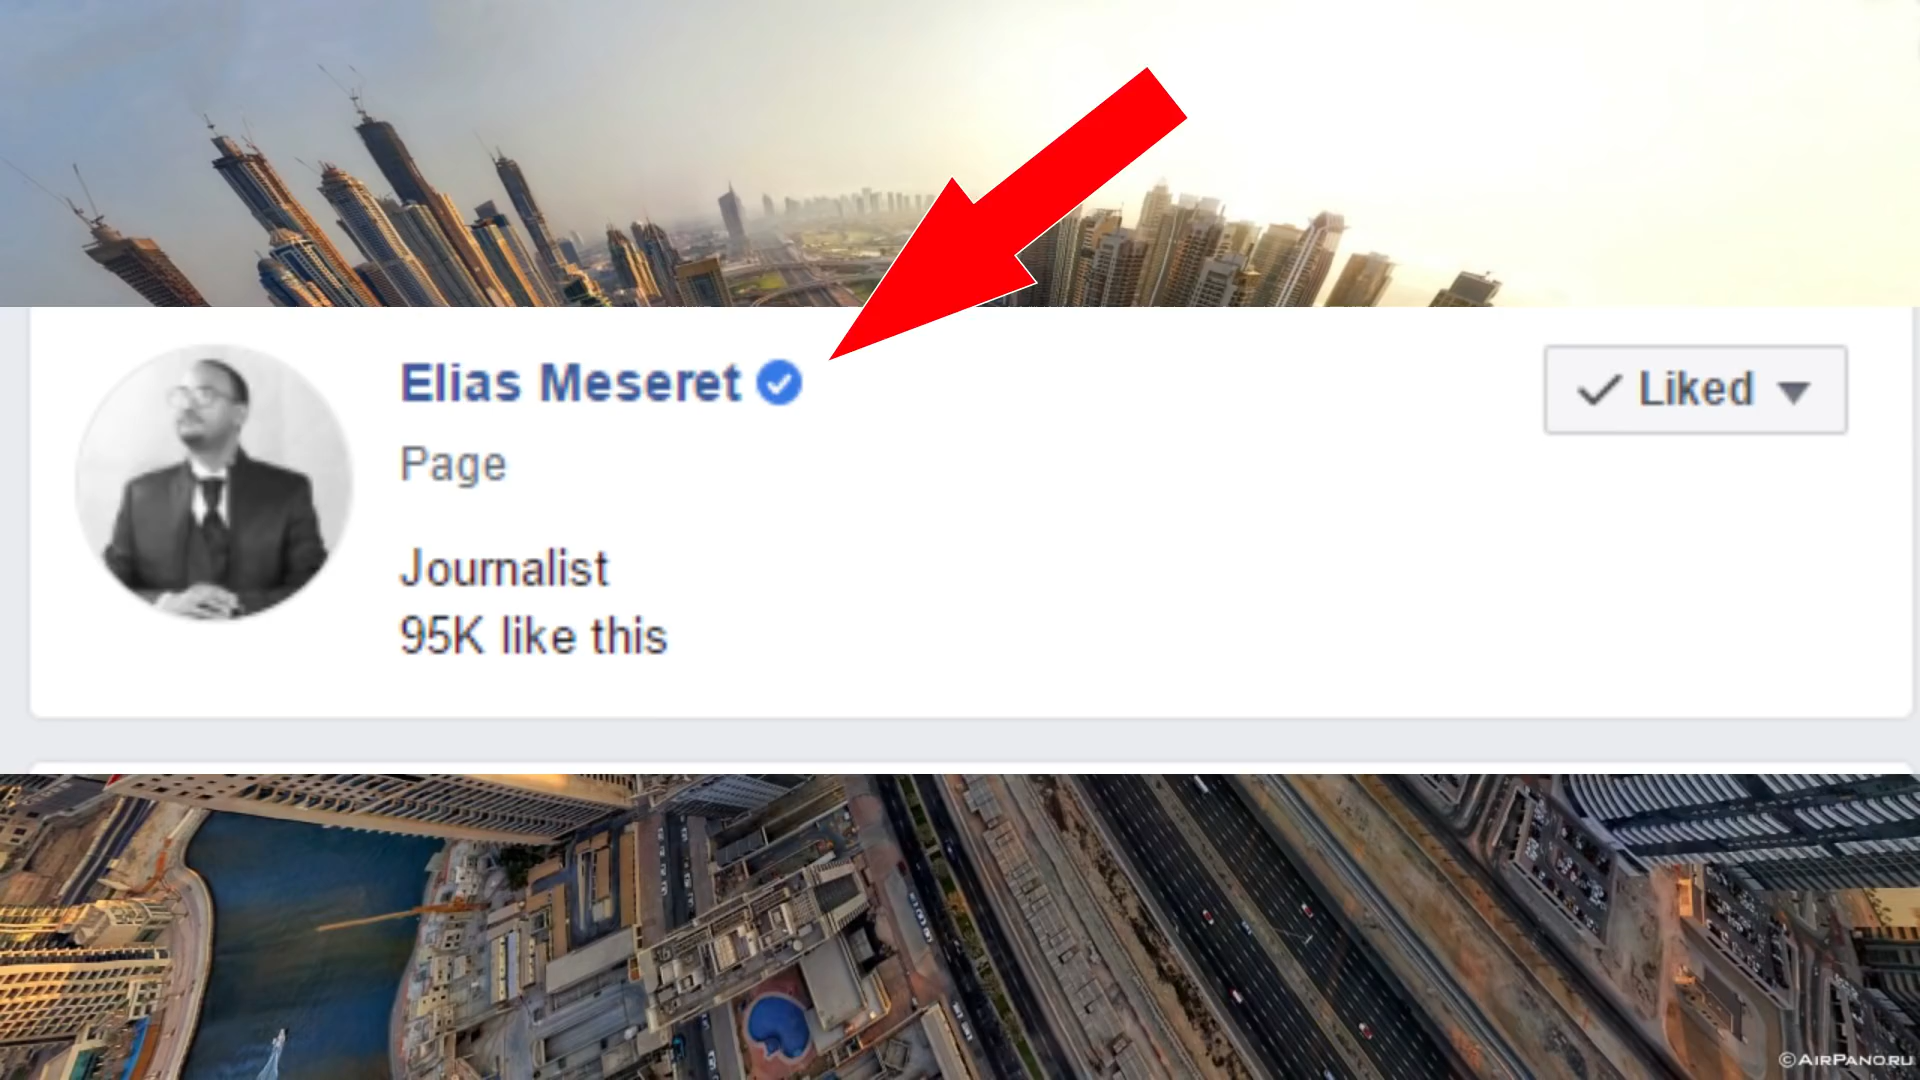 Elias Meseret
Liked
Page
Journalist
95K like this
©AirPano.ru